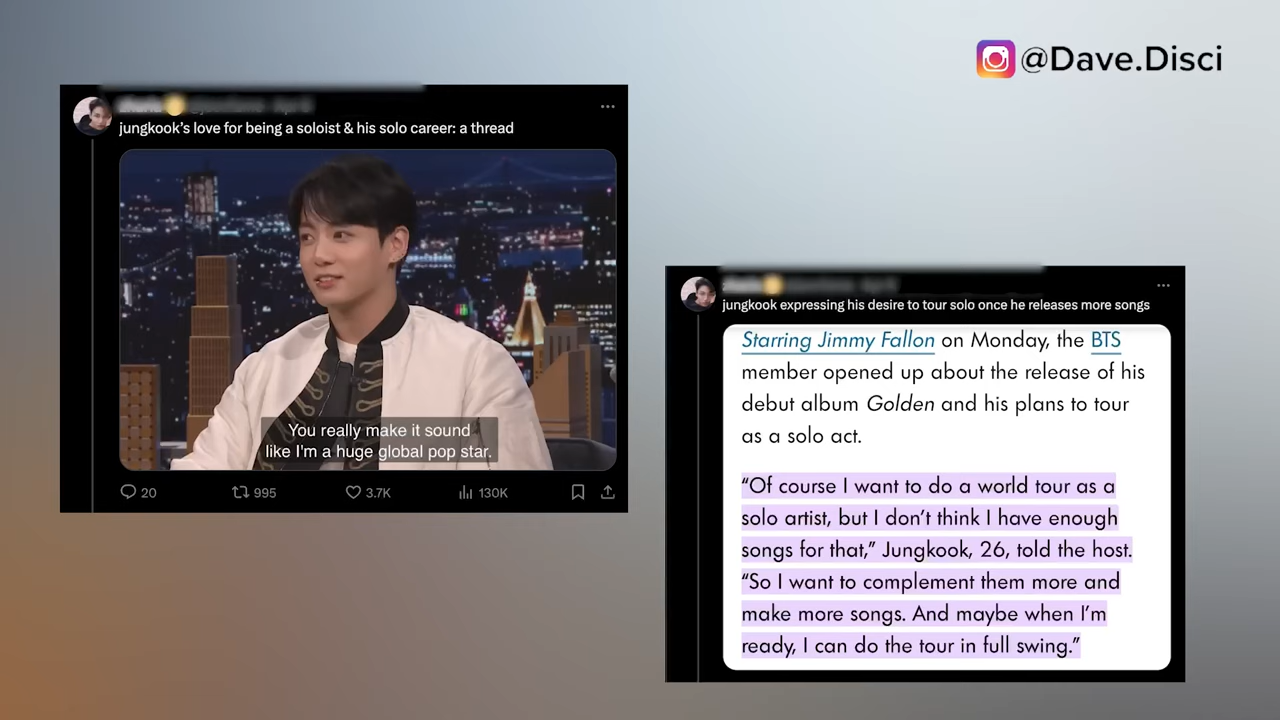 @Dave.Disci
jungkook's love for being a soloist & his solo career: a thread
You really make it sound
like I'm a huge global pop star.
20
995
3.7K
130K
jungkook expressing his desire to tour solo once he releases more songs
Starring Jimmy Fallon on Monday, the BTS
member opened up about the release of his
debut album Golden and his plans to tour
as a solo act.
“Of course I want to do a world tour as a
solo artist, but I don’t think I have enough
songs for that,” Jungkook, 26, told the host.
“So I want to complement them more and
make more songs. And maybe when I’m
ready, I can do the tour in full swing.”